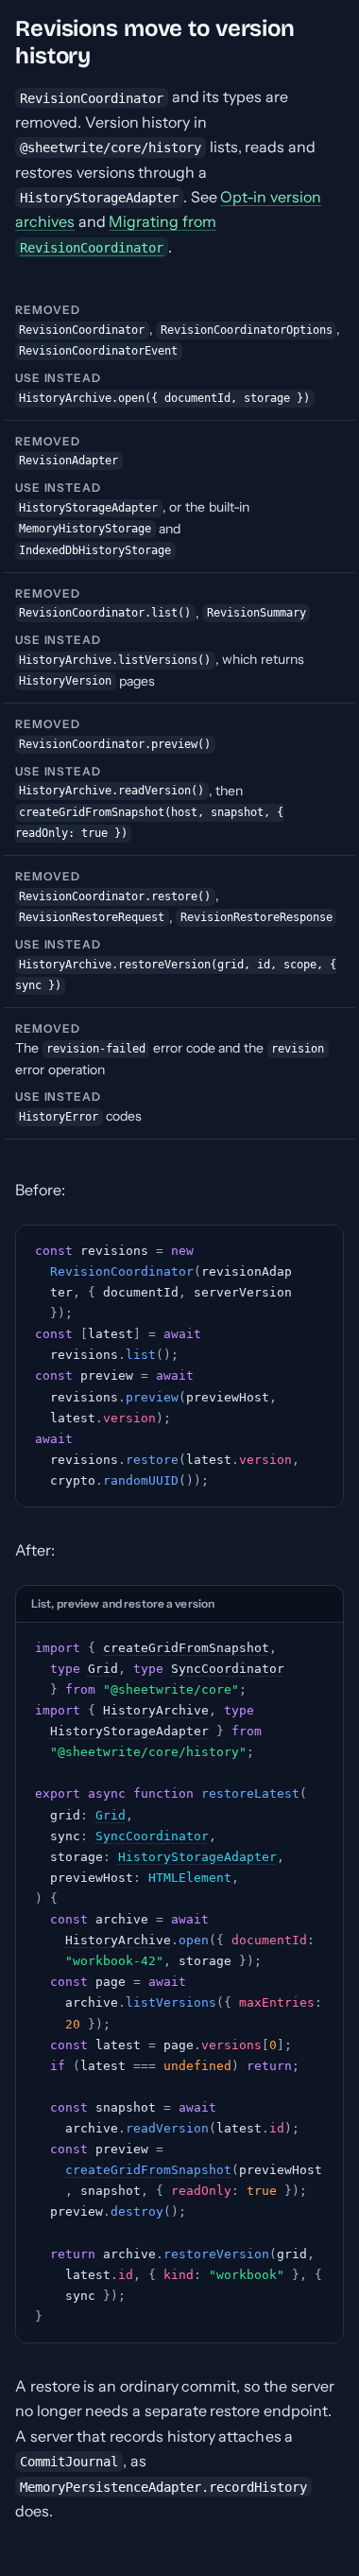 Revisions move to version
history
RevisionCoordinator and its types are
removed. Version history in
@sheetwrite/core/history lists, reads and
restores versions through a
HistoryStorageAdapter. See Opt-in version
archives and Migrating from
RevisionCoordinator.
REMOVED
RevisionCoordinator, RevisionCoordinatorOptions,
RevisionCoordinatorEvent
USE INSTEAD
HistoryArchive.open({ documentId, storage })
REMOVED
RevisionAdapter
USE INSTEAD
HistoryStorageAdapter, or the built-in
MemoryHistoryStorage and
IndexedDbHistoryStorage
REMOVED
RevisionCoordinator.list(), RevisionSummary
USE INSTEAD
HistoryArchive.listVersions(), which returns
HistoryVersion pages
REMOVED
RevisionCoordinator.preview()
USE INSTEAD
HistoryArchive.readVersion(), then
createGridFromSnapshot(host, snapshot, {
readOnly: true })
REMOVED
RevisionCoordinator.restore(),
RevisionRestoreRequest, RevisionRestoreResponse
USE INSTEAD
HistoryArchive.restoreVersion(grid, id, scope, {
sync })
REMOVED
The revision-failed error code and the revision
error operation
USE INSTEAD
HistoryError codes
Before:
const revisions = new
RevisionCoordinator(revisionAdap
ter, { documentId, serverVersion
});
const [latest] = await
revisions.list();
const preview = await
revisions.preview(previewHost,
latest.version);
await
revisions.restore(latest.version,
crypto.randomUUID());
After:
List, preview and restore a version
import { createGridFromSnapshot,
type Grid, type SyncCoordinator
} from "@sheetwrite/core";
import { HistoryArchive, type
HistoryStorageAdapter } from
"@sheetwrite/core/history";
export async function restoreLatest(
grid: Grid,
sync: SyncCoordinator,
storage: HistoryStorageAdapter,
previewHost: HTMLElement,
) {
const archive = await
HistoryArchive.open({ documentId:
"workbook-42", storage });
const page = await
archive.listVersions({ maxEntries:
20 });
const latest = page.versions[0];
if (latest === undefined) return;
const snapshot = await
archive.readVersion(latest.id);
const preview =
createGridFromSnapshot(previewHost
, snapshot, { readOnly: true });
preview.destroy();
return archive.restoreVersion(grid,
latest.id, { kind: "workbook" }, {
sync });
}
A restore is an ordinary commit, so the server
no longer needs a separate restore endpoint.
A server that records history attaches a
CommitJournal, as
MemoryPersistenceAdapter.recordHistory
does.